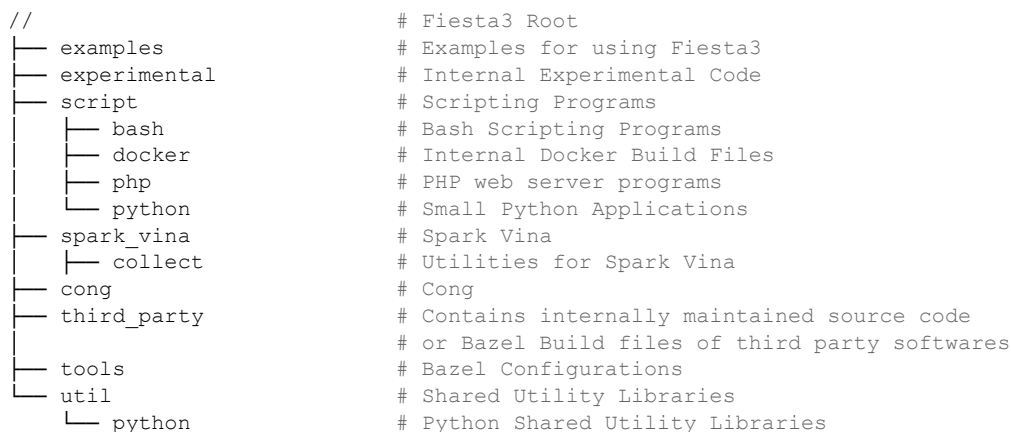 //                              # Fiesta3 Root
├── examples                    # Examples for using Fiesta3
├── experimental                # Internal Experimental Code
├── script                      # Scripting Programs
│   ├── bash                    # Bash Scripting Programs
│   ├── docker                  # Internal Docker Build Files
│   ├── php                     # PHP web server programs
│   └── python                  # Small Python Applications
├── spark_vina                  # Spark Vina
│   ├── collect                 # Utilities for Spark Vina
├── cong                        # Cong
├── third_party                 # Contains internally maintained source code
│                               # or Bazel Build files of third party softwares
├── tools                       # Bazel Configurations
└── util                        # Shared Utility Libraries
    └── python                  # Python Shared Utility Libraries